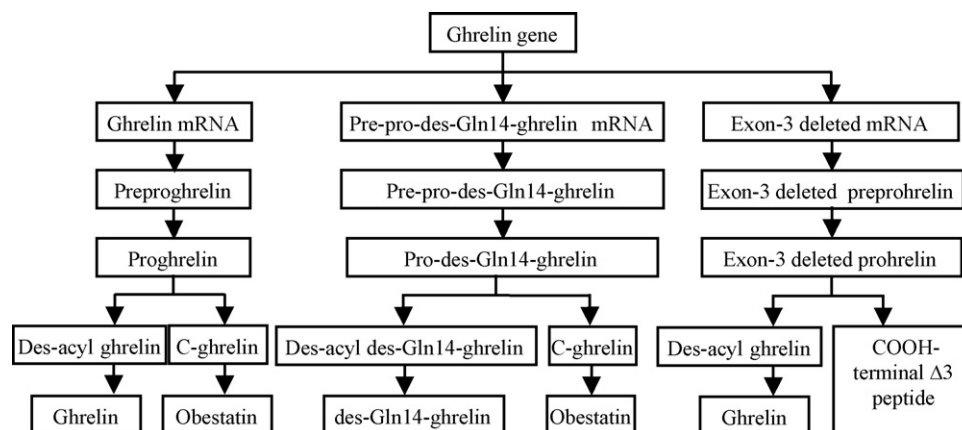 Ghrelin gene
Ghrelin mRNA
Pre-pro-des-Gln14-ghrelin mRNA
Exon-3 deleted mRNA
Preproghrelin
Pre-pro-des-Gln14-ghrelin
Exon-3 deleted preprohrelin
Proghrelin
Pro-des-Gln14-ghrelin
Exon-3 deleted prohrelin
Des-acyl ghrelin
C-ghrelin
Des-acyl des-Gln14-ghrelin
C-ghrelin
Des-acyl ghrelin
COOH-
terminal Δ3
peptide
Ghrelin
Obestatin
des-Gln14-ghrelin
Obestatin
Ghrelin